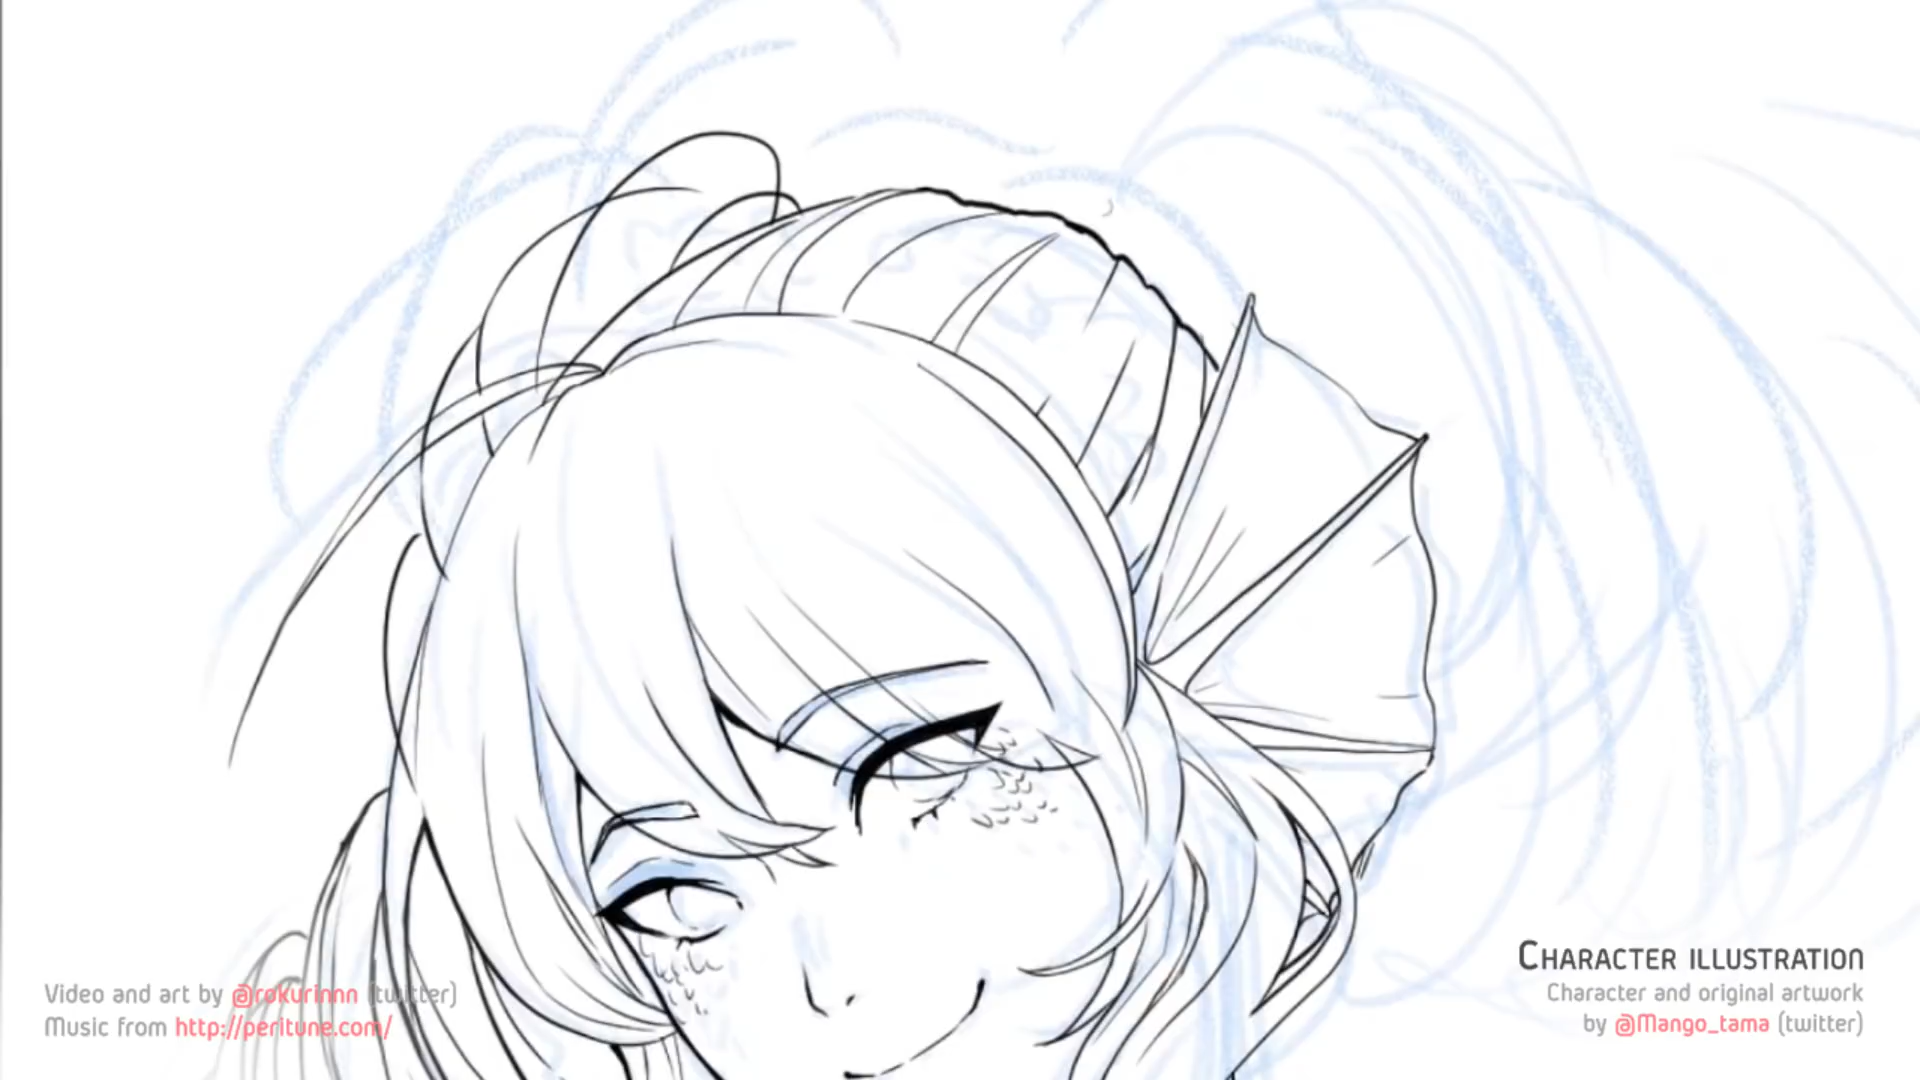 Video and art by @rokurinnn (twitter)
Music from http://peritune.com/
Character illustration
Character and original artwork
by @Mango_tama (twitter)